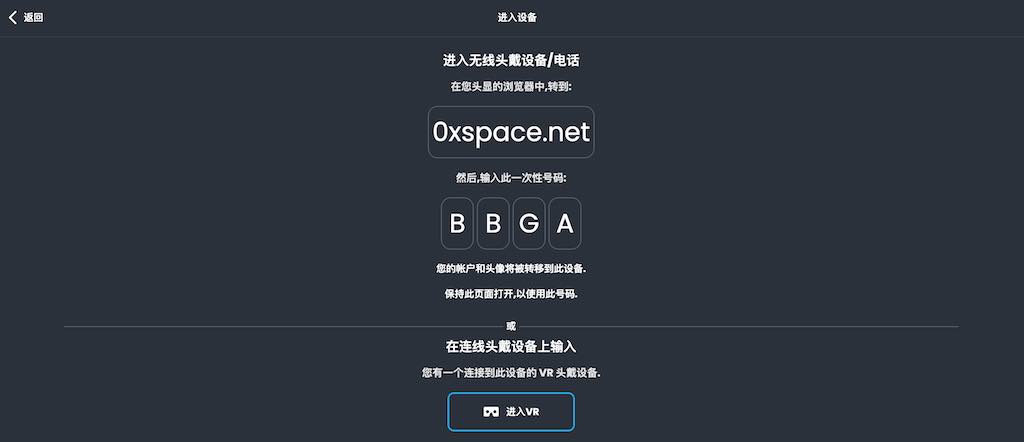 返回
进入设备
进入无线头戴设备/电话
在您头显的浏览器中,转到:
0xspace.net
然后,输入此一次性号码:
B B G A
您的帐户和头像将被转移到此设备.
保持此页面打开,以使用此号码.
或
在连线头戴设备上输入
您有一个连接到此设备的 VR 头戴设备.
进入VR